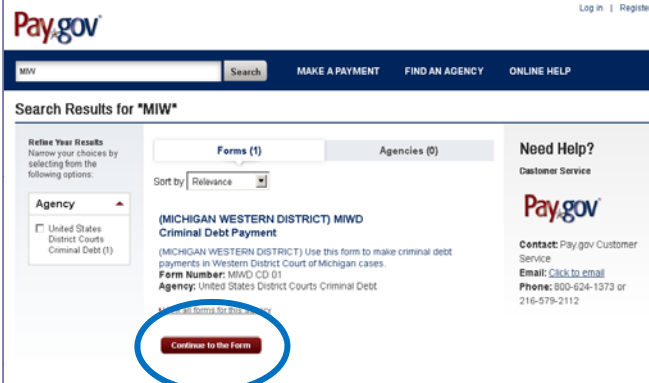 Log in | Registe
Pay.gov
MIW
Search
MAKE A PAYMENT
FIND AN AGENCY
ONLINE HELP
Search Results for "MIW"
Refine Your Results
Narrow your choices by
selecting from the
following options:
Agency
United States
District Courts
Criminal Debt (1)
Forms (1)
Agencies (0)
Sort by Relevance
(MICHIGAN WESTERN DISTRICT) MIWD
Criminal Debt Payment
(MICHIGAN WESTERN DISTRICT) Use this form to make criminal debt
payments in Western District Court of Michigan cases.
Form Number: MIWD CD 01
Agency: United States District Courts Criminal Debt
all forms for this agency
Continue to the Form
Need Help?
Customer Service
Pay.gov
Contact: Pay.gov Customer
Service
Email: Click to email
Phone: 800-624-1373 or
216-579-2112